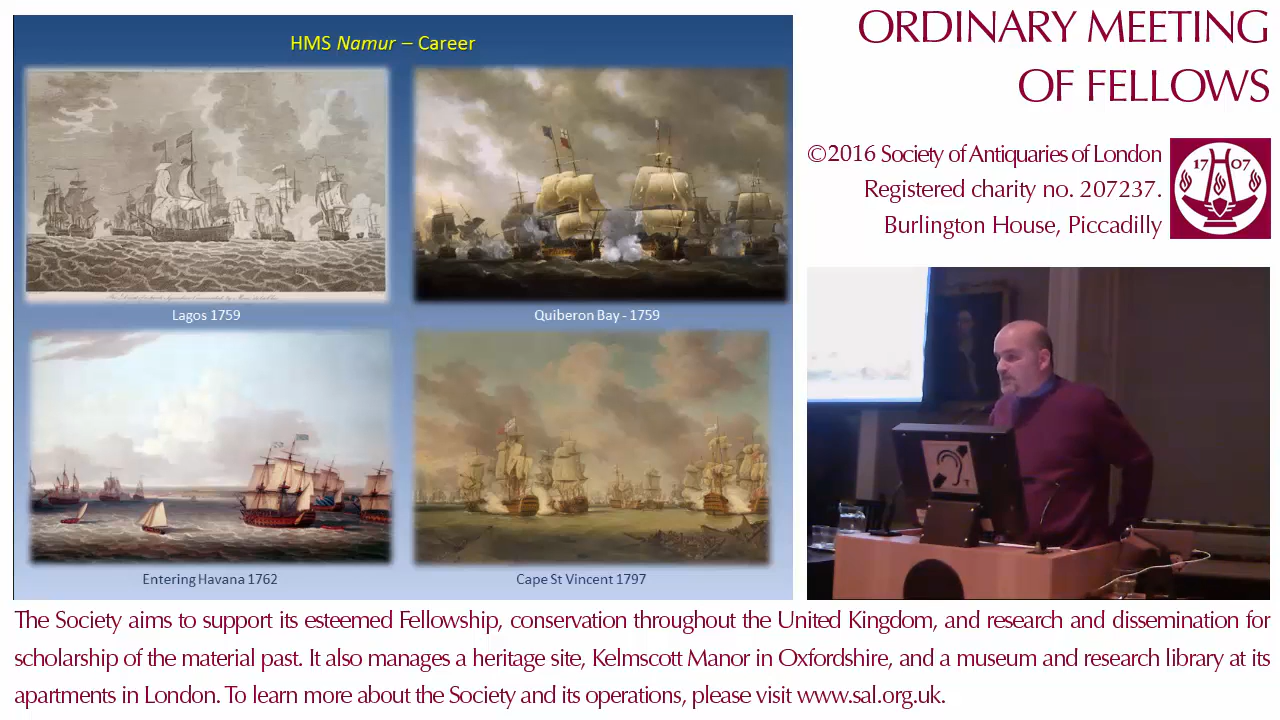 HMS Namur – Career
Lagos 1759
Quiberon Bay - 1759
Entering Havana 1762
Cape St Vincent 1797
ORDINARY MEETING
OF FELLOWS
©2016 Society of Antiquaries of London
Registered charity no. 207237.
Burlington House, Piccadilly
17 07
The Society aims to support its esteemed Fellowship, conservation throughout the United Kingdom, and research and dissemination for
scholarship of the material past. It also manages a heritage site, Kelmscott Manor in Oxfordshire, and a museum and research library at its
apartments in London. To learn more about the Society and its operations, please visit www.sal.org.uk.